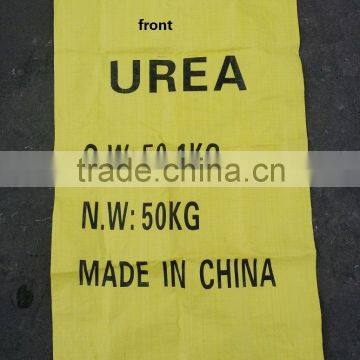 front
UREA
G.W: 50.1KG
trade.china.cn
N.W: 50KG
MADE IN CHINA